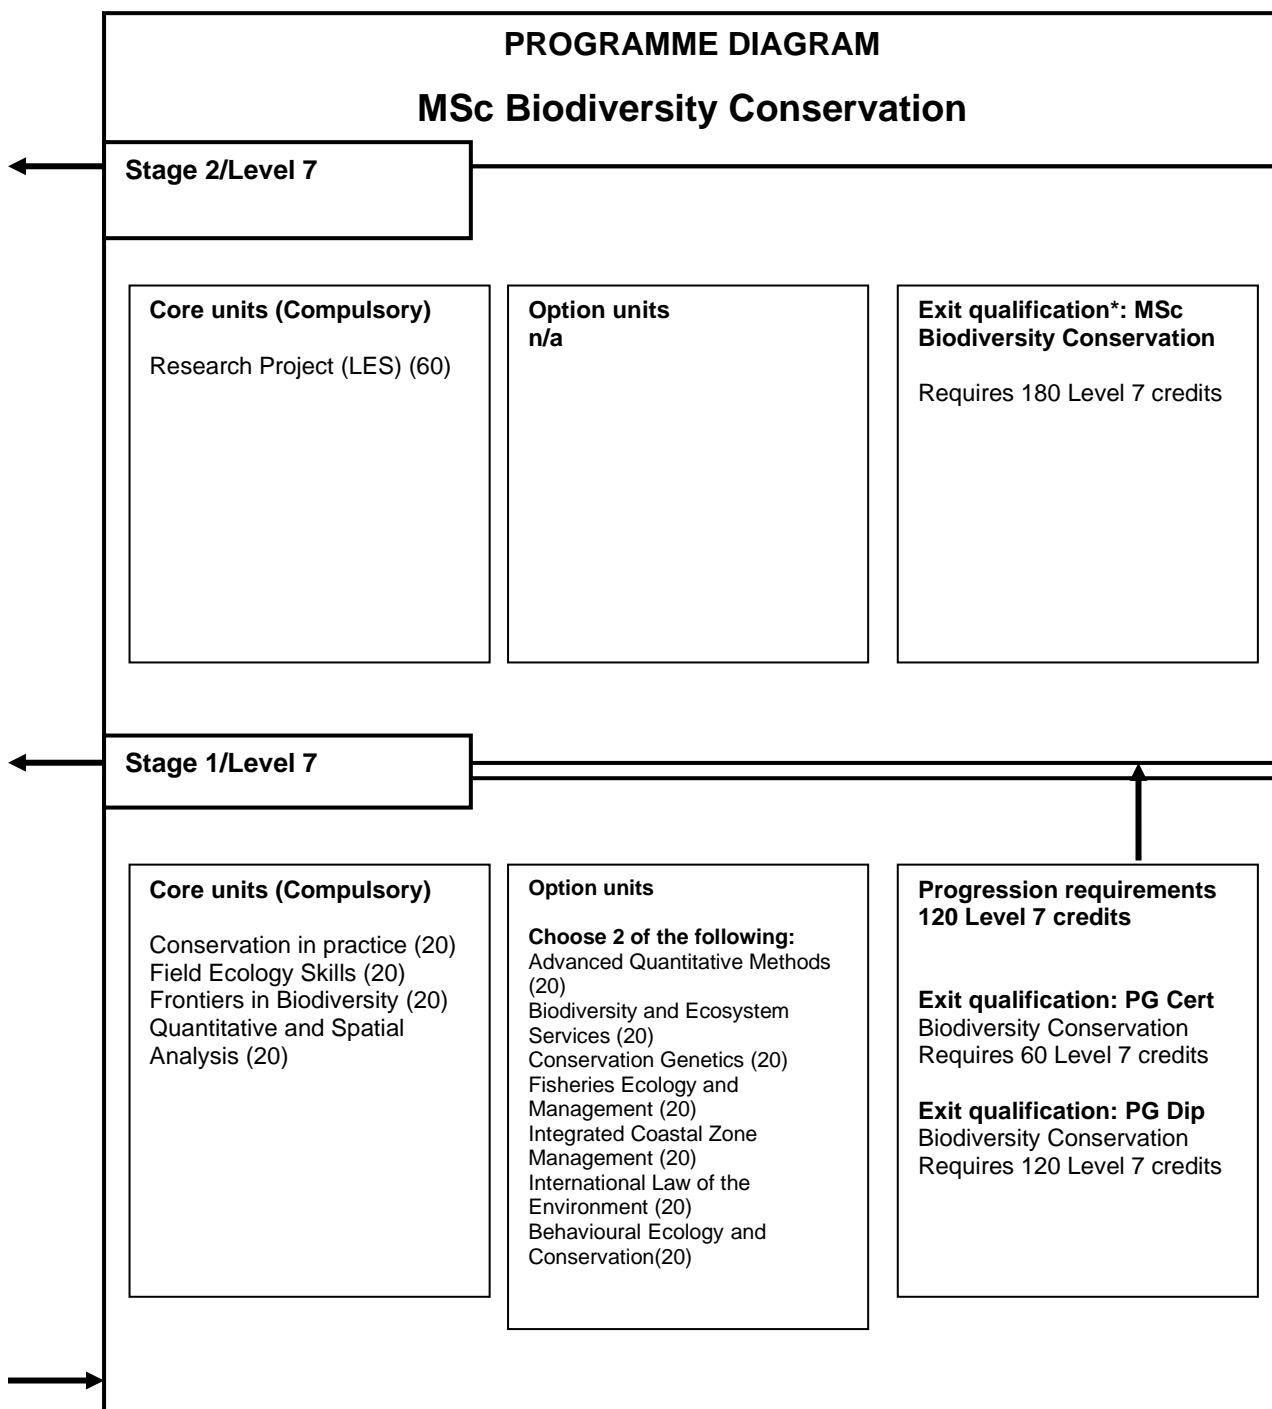 PROGRAMME DIAGRAM
MSc Biodiversity Conservation
Stage 2/Level 7
Core units (Compulsory)
Research Project (LES) (60)
Option units
n/a
Exit qualification*: MSc
Biodiversity Conservation
Requires 180 Level 7 credits
Stage 1/Level 7
Core units (Compulsory)
Conservation in practice (20)
Field Ecology Skills (20)
Frontiers in Biodiversity (20)
Quantitative and Spatial
Analysis (20)
Option units
Choose 2 of the following:
Advanced Quantitative Methods
(20)
Biodiversity and Ecosystem
Services (20)
Conservation Genetics (20)
Fisheries Ecology and
Management (20)
Integrated Coastal Zone
Management (20)
International Law of the
Environment (20)
Behavioural Ecology and
Conservation(20)
Progression requirements
120 Level 7 credits
Exit qualification: PG Cert
Biodiversity Conservation
Requires 60 Level 7 credits
Exit qualification: PG Dip
Biodiversity Conservation
Requires 120 Level 7 credits